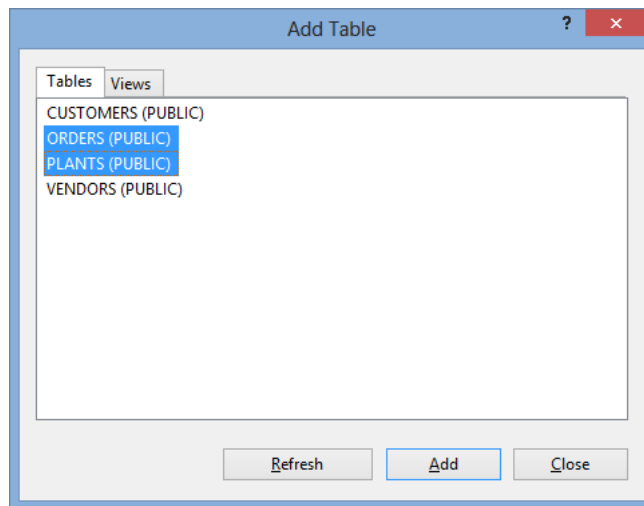 Add Table
?
Tables Views
CUSTOMERS (PUBLIC)
ORDERS (PUBLIC)
PLANTS (PUBLIC)
VENDORS (PUBLIC)
Refresh Add Close